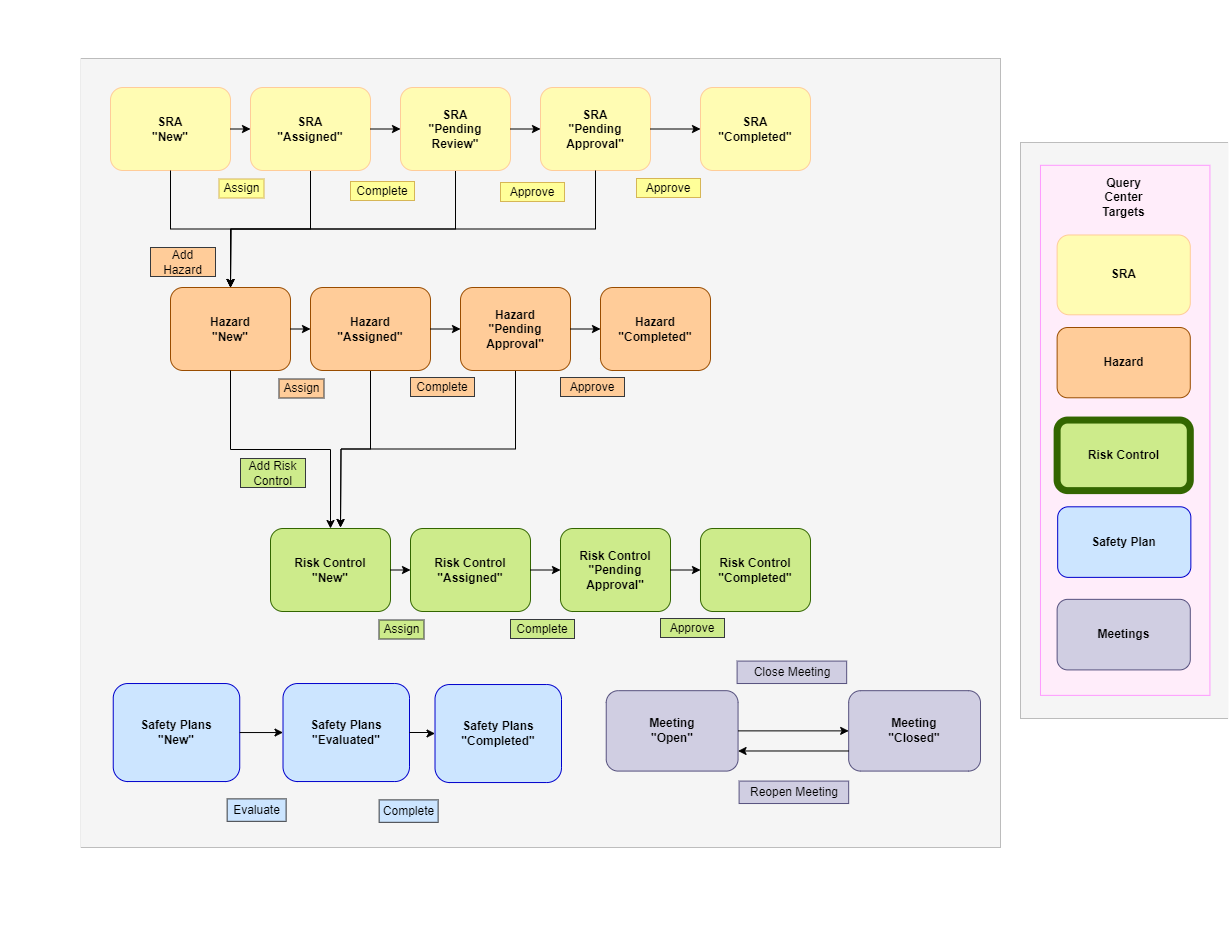 SRA
"New"
SRA
"Assigned"
SRA
"Pending
Review"
SRA
"Pending
Approval"
SRA
"Completed"
Assign
Complete
Approve
Approve
Add
Hazard
Hazard
"New"
Hazard
"Assigned"
Hazard
"Pending
Approval"
Hazard
"Completed"
Assign
Complete
Approve
Add Risk
Control
Risk Control
"New"
Risk Control
"Assigned"
Risk Control
"Pending
Approval"
Risk Control
"Completed"
Assign
Complete
Approve
Safety Plans
"New"
Safety Plans
"Evaluated"
Safety Plans
"Completed"
Evaluate
Complete
Close Meeting
Meeting
"Open"
Meeting
"Closed"
Reopen Meeting
Query
Center
Targets
SRA
Hazard
Risk Control
Safety Plan
Meetings